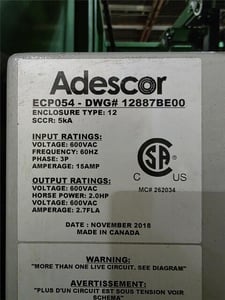 Adescor
ECP054 - DWG# 12887BE00
ENCLOSURE TYPE: 12
SCCR: 5kA
INPUT RATINGS:
VOLTAGE: 600VAC
FREQUENCY: 60HZ
PHASE: 3P
AMPERAGE: 15AMP
CSA
C US
MC# 262034
OUTPUT RATINGS:
VOLTAGE: 600VAC
HORSE POWER: 2.0HP
VOLTAGE: 600VAC
AMPERAGE: 2.7FLA
DATE : NOVEMBER 2018
MADE IN CANADA
WARNING:
"MORE THAN ONE LIVE CIRCUIT. SEE DIAGRAM"
AVERTISSEMENT:
"PLUS D'UN CIRCUIT EST SOUS TENSION VOIR
SCHEMA"